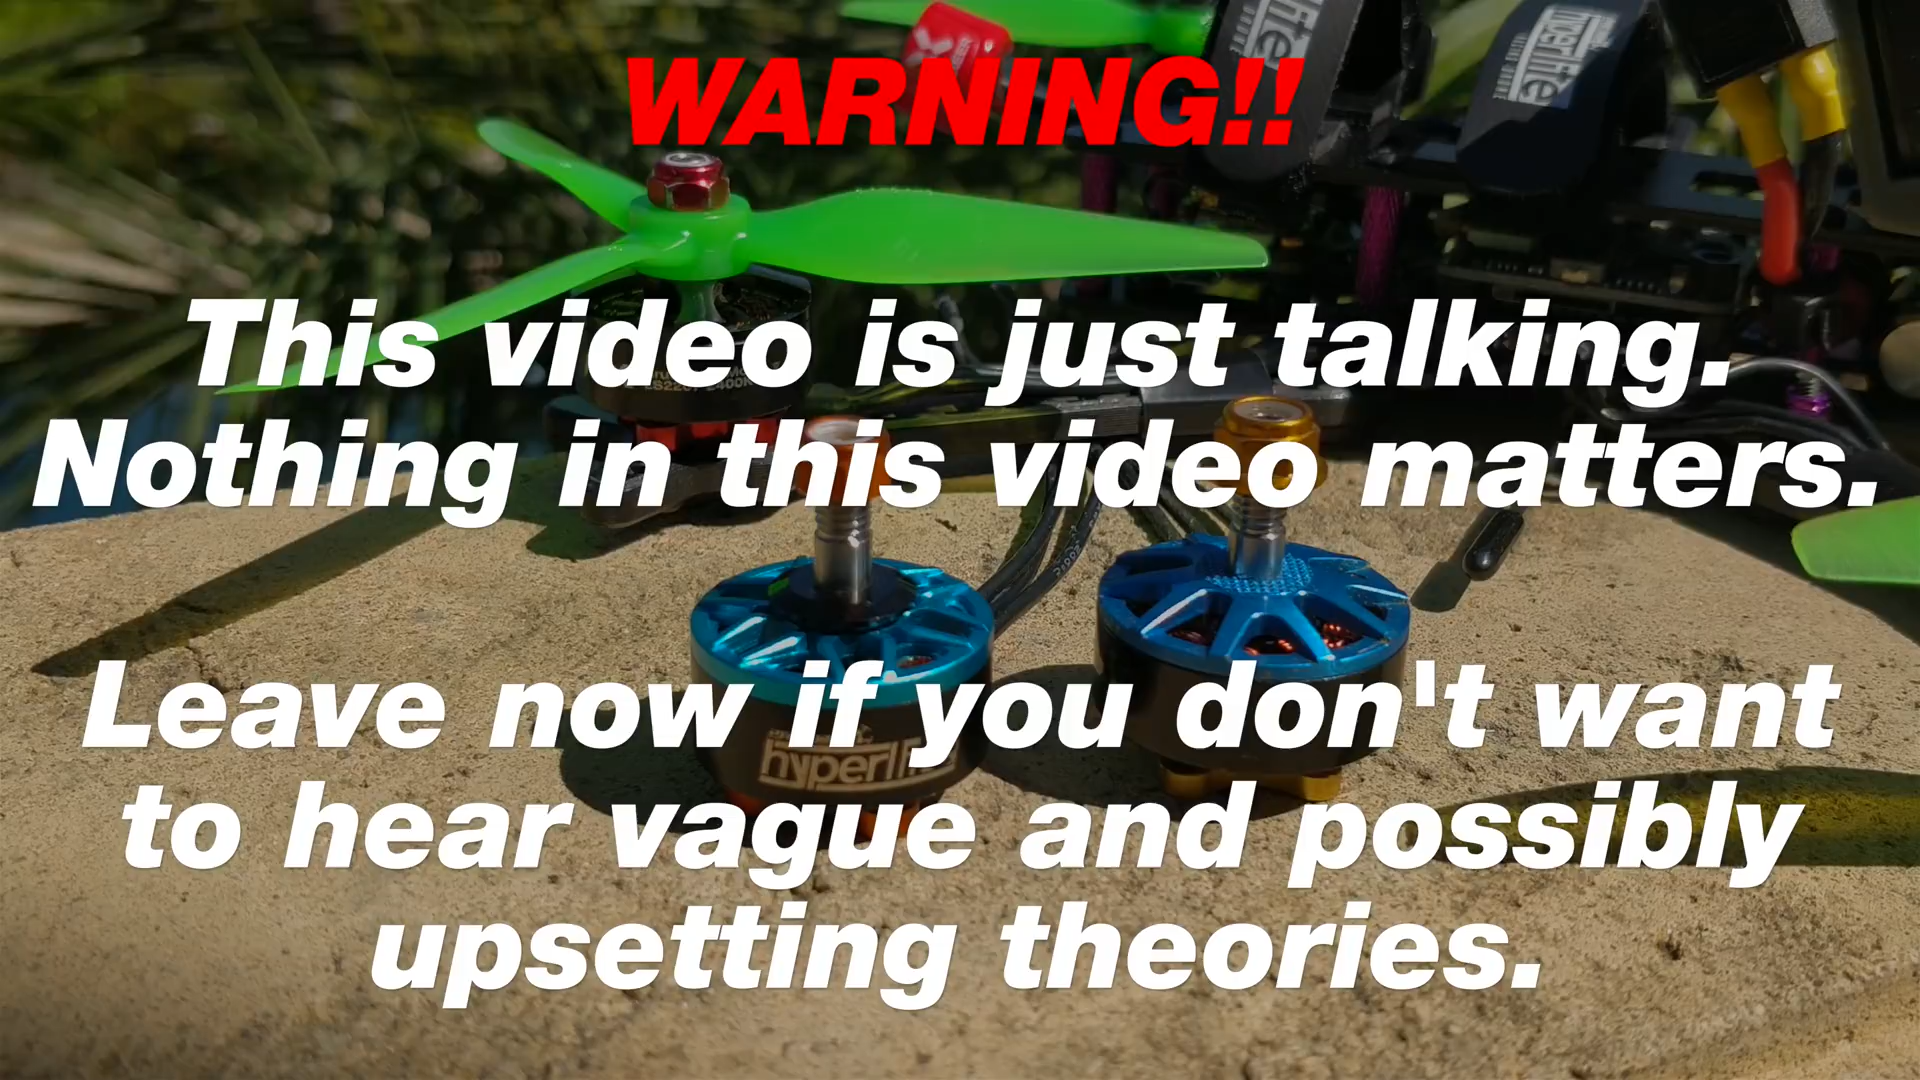 WARNING!!
This video is just talking.
Nothing in this video matters.
Leave now if you don't want
to hear vague and possibly
upsetting theories.
hyperlite